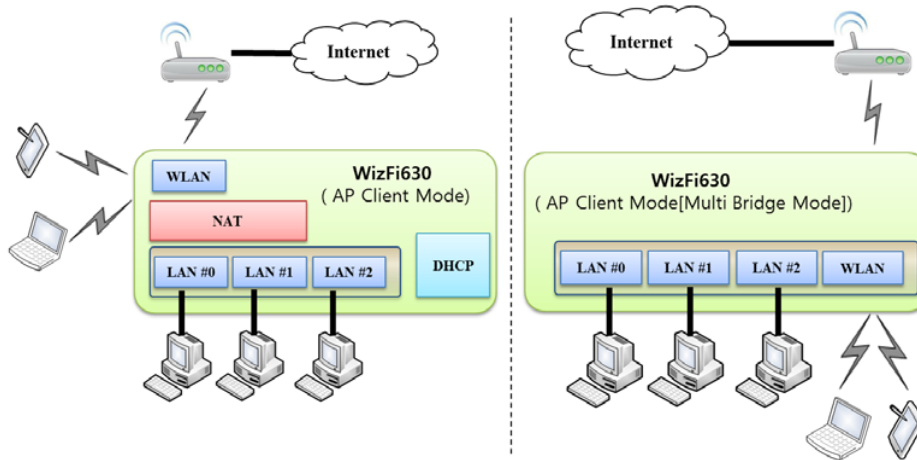 Internet
WizFi630
( AP Client Mode)
WLAN
NAT
LAN #0
LAN #1
LAN #2
DHCP
Internet
WizFi630
( AP Client Mode[Multi Bridge Mode])
LAN #0
LAN #1
LAN #2
WLAN